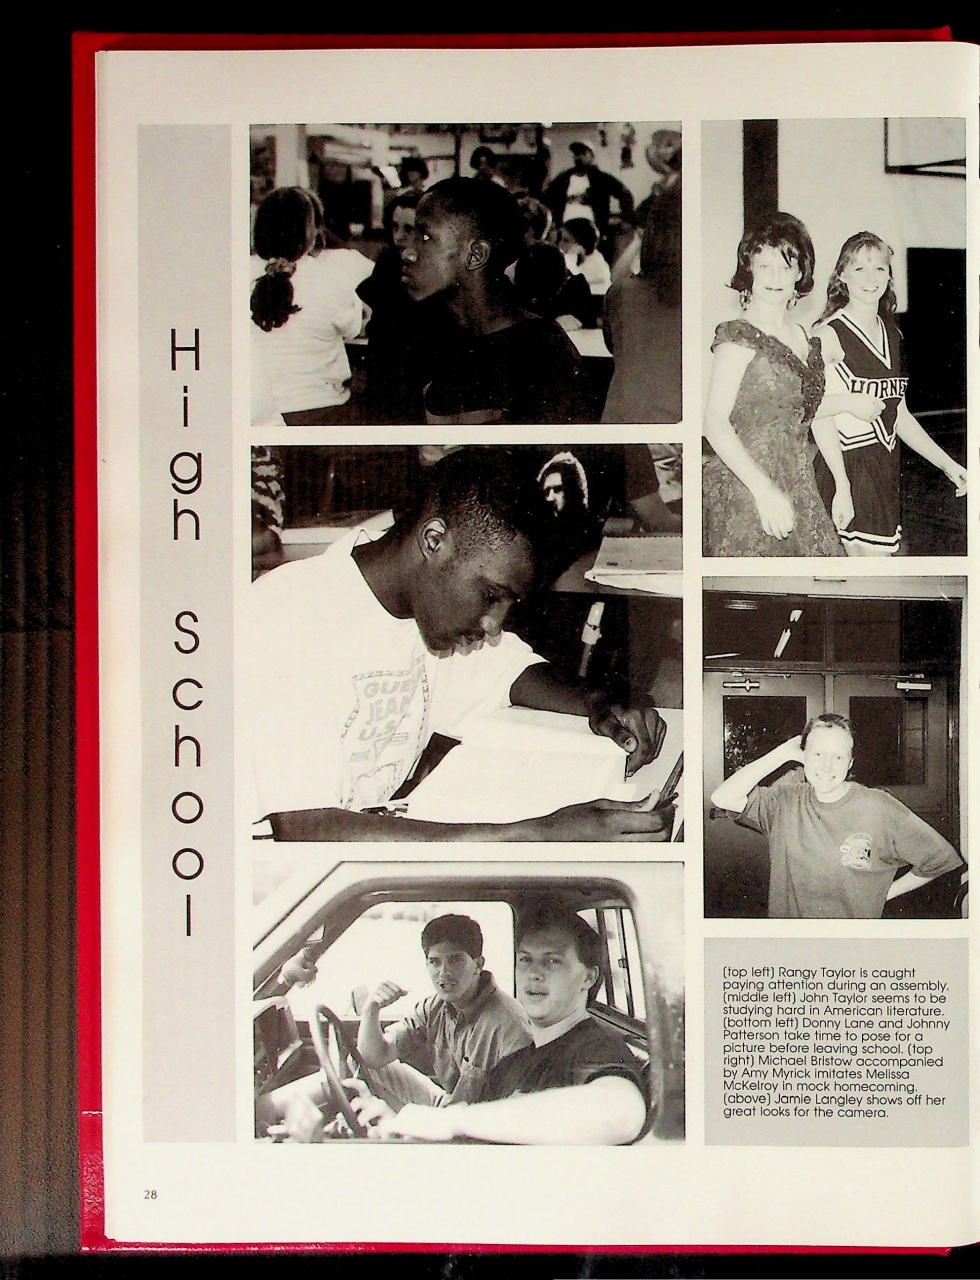 High School
HORNE
GUE
JEAN
U.S.
(top left) Rangy Taylor is caught
paying attention during an assembly.
(middle left) John Taylor seems to be
studying hard in American literature.
(bottom left) Donny Lane and Johnny
Patterson take time to pose for a
picture before leaving school. (top
right) Michael Bristow accompanied
by Amy Myrick imitates Melissa
McKelroy in mock homecoming.
(above) Jamie Langley shows off her
great looks for the camera.
28